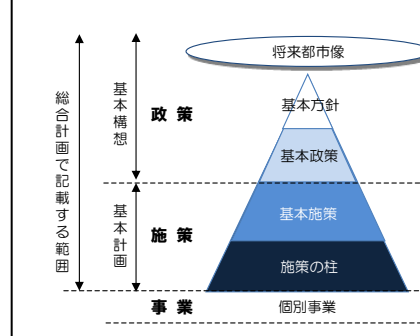 将来都市像
基本方針
基本政策
基本施策
施策の柱
個別事業
総合計画で記載する範囲
基本構想
基本計画
政策
施策
事業